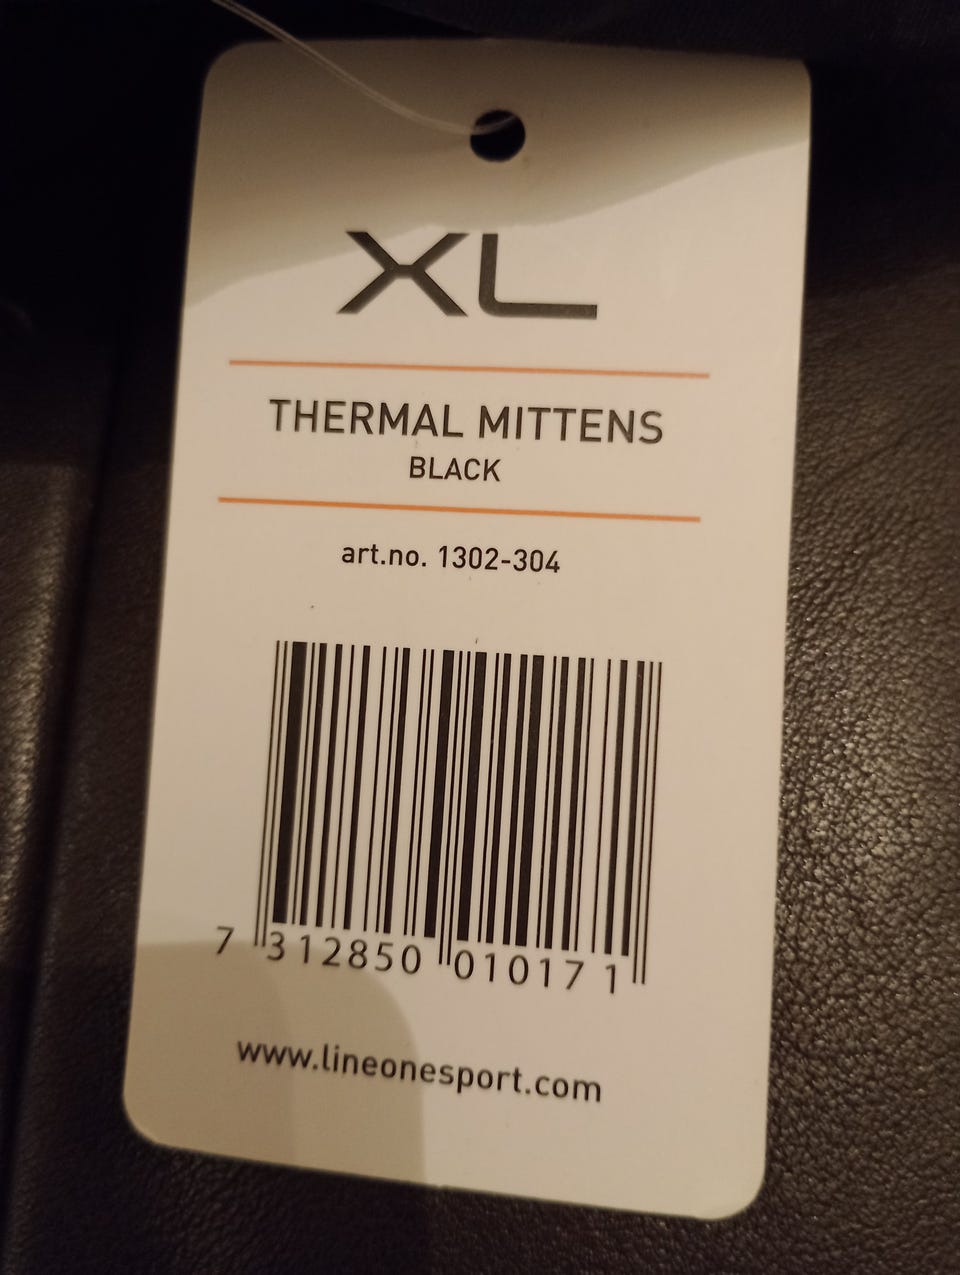 XL
THERMAL MITTENS
BLACK
art.no. 1302-304
7 312850 010171
www.lineonesport.com